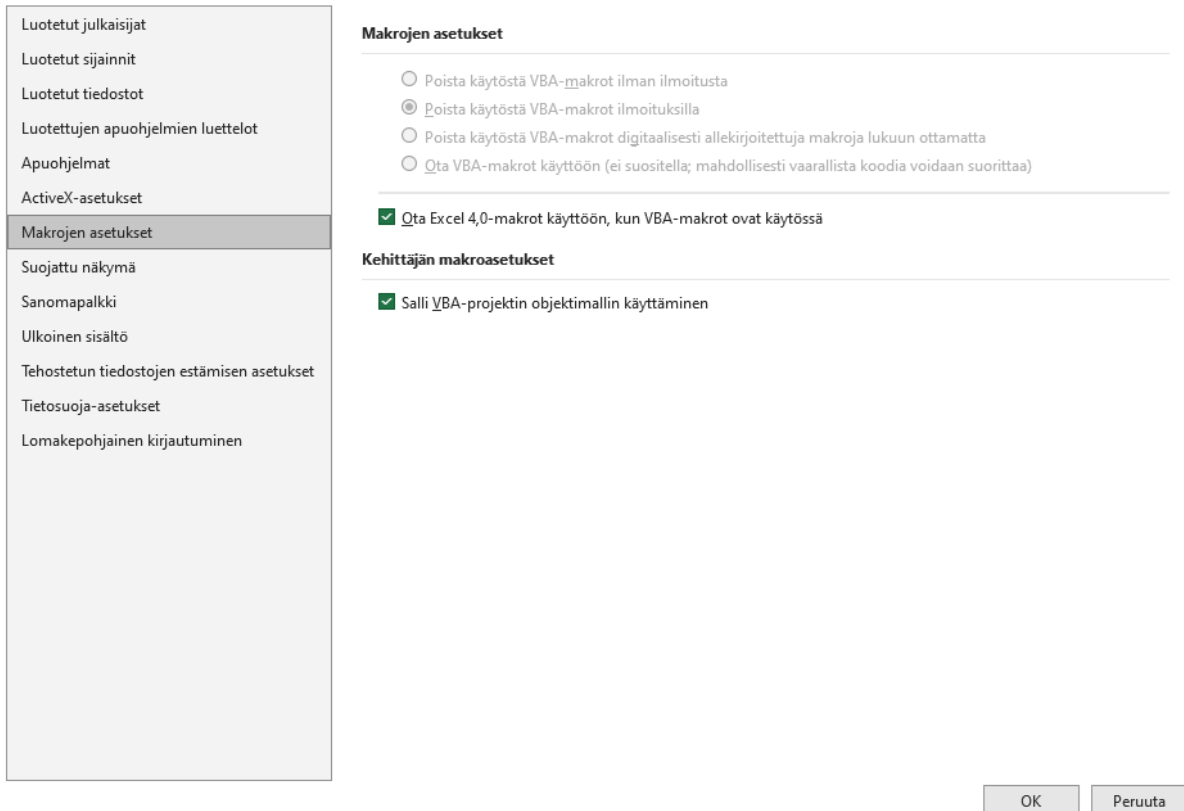 Luotetut julkaisijat
Luotetut sijainnit
Luotetut tiedostot
Luotettujen apuohjelmien luettelot
Apuohjelmat
ActiveX-asetukset
Makrojen asetukset
Suojattu näkymä
Sanomapalkki
Ulkoinen sisältö
Tehostetun tiedostojen estämisen asetukset
Tietosuoja-asetukset
Lomakepohjainen kirjautuminen
Makrojen asetukset
Poista käytöstä VBA-makrot ilman ilmoitusta
Poista käytöstä VBA-makrot ilmoituksilla
Poista käytöstä VBA-makrot digitaalisesti allekirjoitettuja makroja lukuun ottamatta
Ota VBA-makrot käyttöön (ei suositella; mahdollisesti vaarallista koodia voidaan suorittaa)
Ota Excel 4,0-makrot käyttöön, kun VBA-makrot ovat käytössä
Kehittäjän makroasetukset
Salli VBA-projektin objektimallin käyttäminen
OK
Peruuta